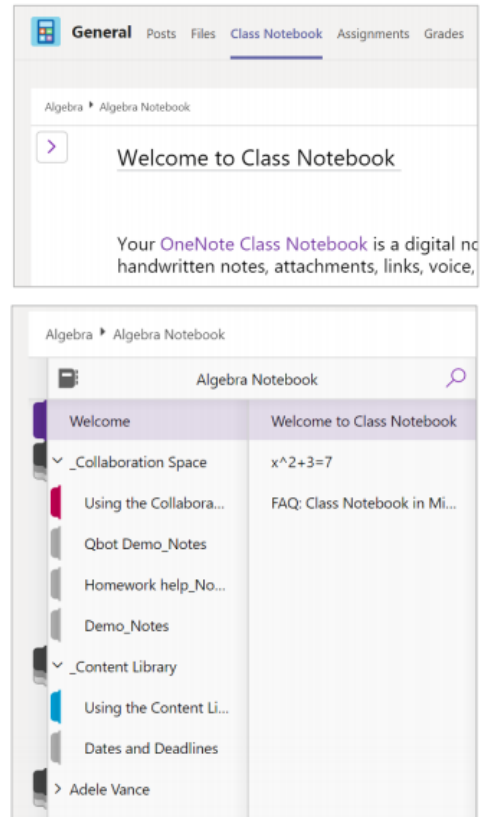 General Posts Files Class Notebook Assignments Grades
Algebra Algebra Notebook
Welcome to Class Notebook
Your OneNote Class Notebook is a digital
handwritten notes, attachments, links, voice,
Algebra Algebra Notebook
Algebra Notebook
Welcome
_Collaboration Space
Using the Collabora...
Qbot Demo_Notes
Homework help_No...
Demo_Notes
_Content Library
Using the Content Li...
Dates and Deadlines
Adele Vance
Welcome to Class Notebook
x^2+3=7
FAQ: Class Notebook in Mi...